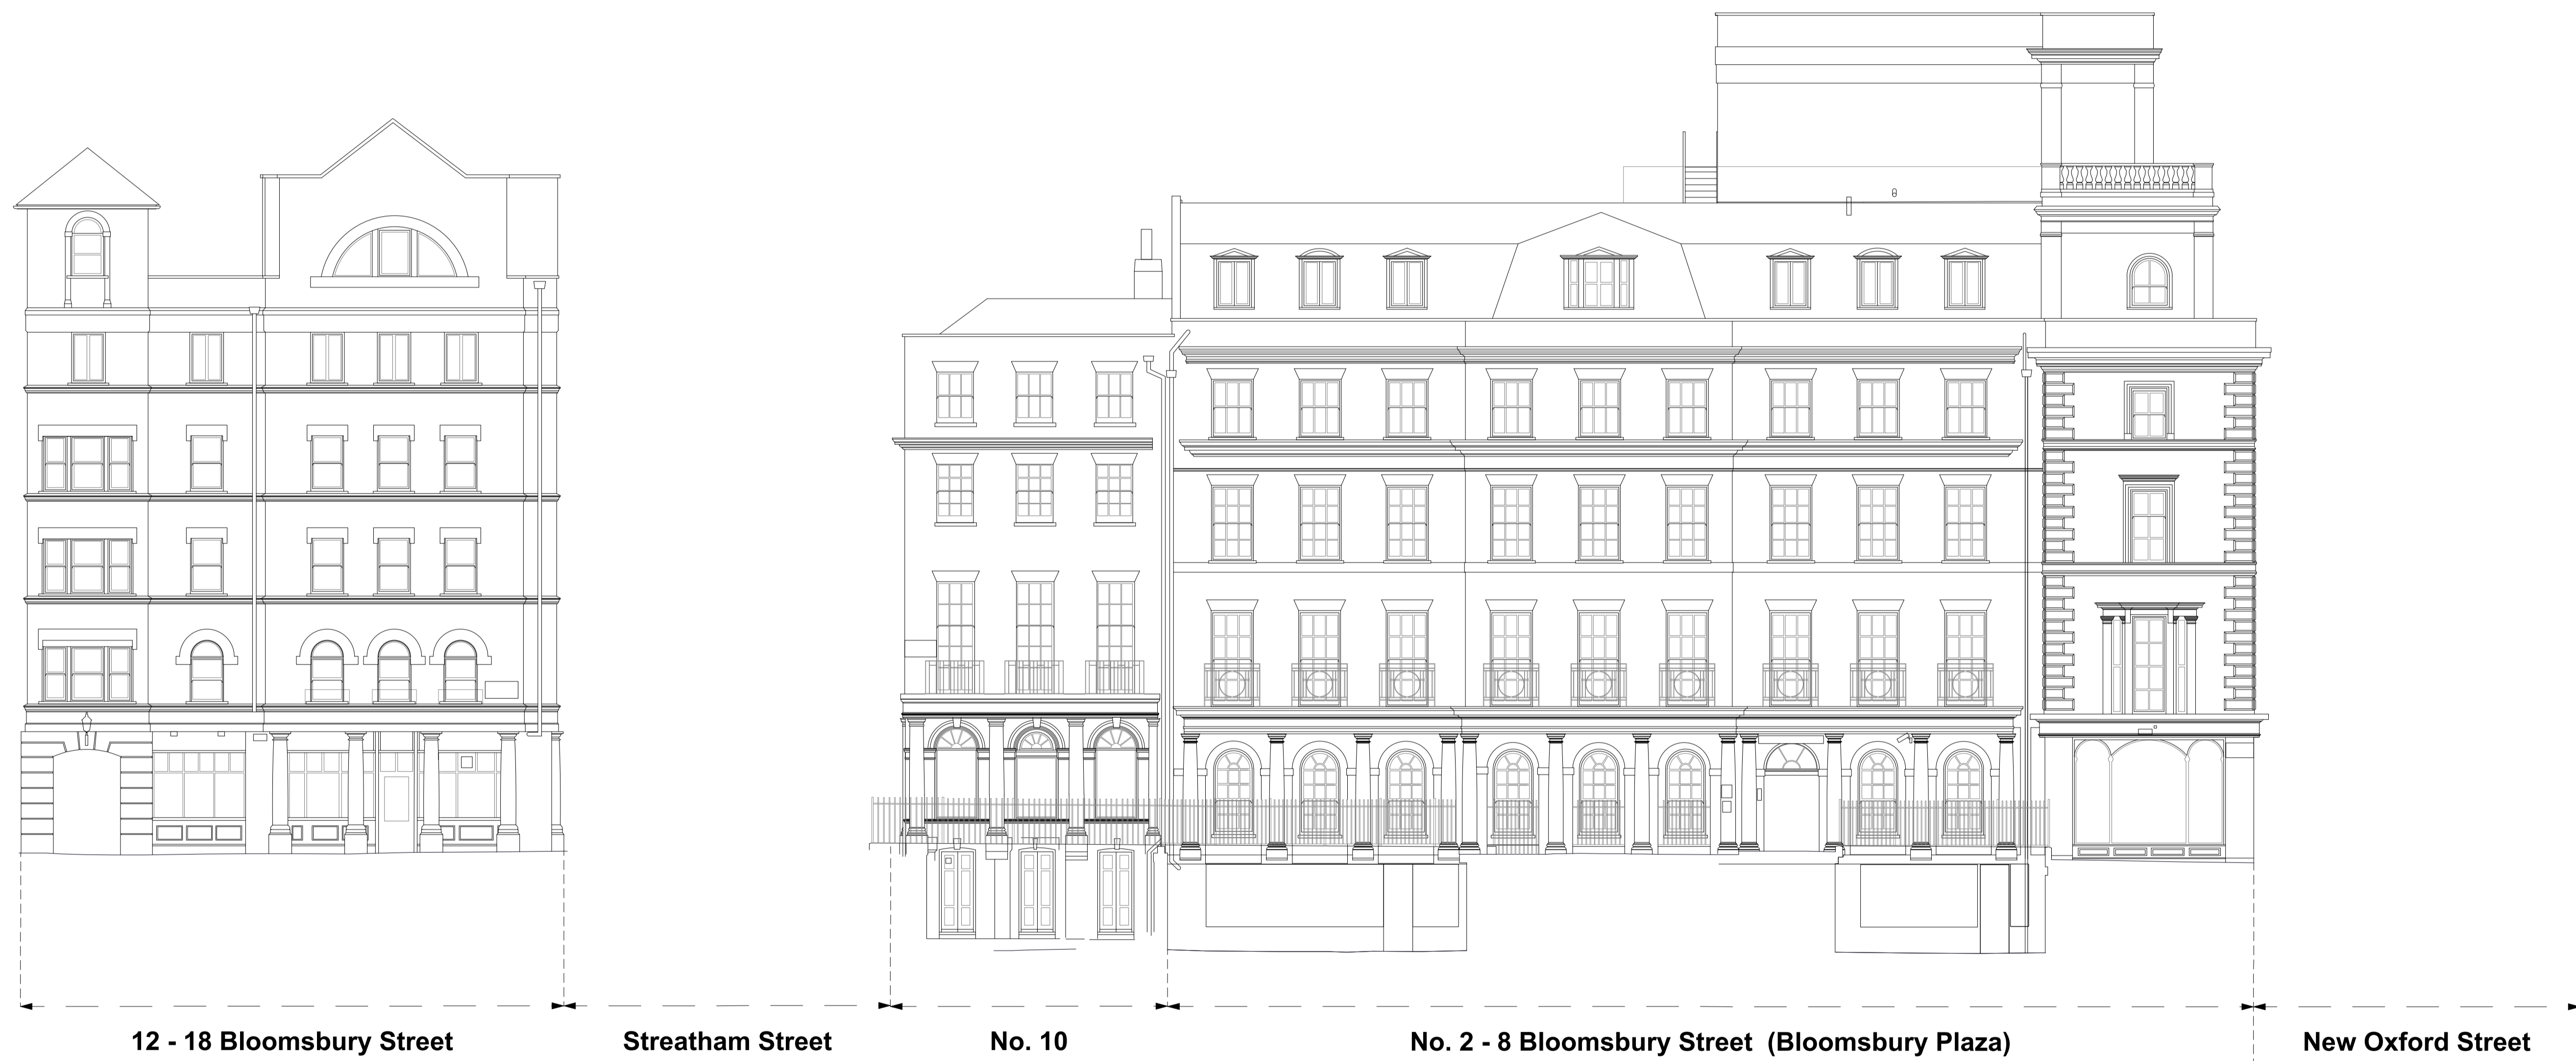 12 - 18 Bloomsbury Street
Streatham Street
No. 10
No. 2 - 8 Bloomsbury Street (Bloomsbury Plaza)
New Oxford Street